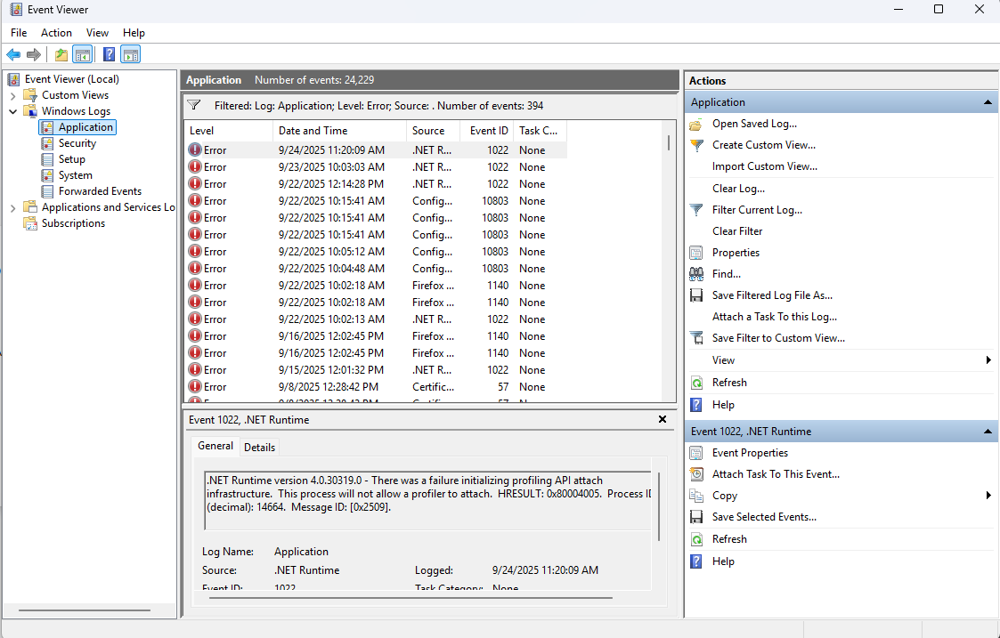 Event Viewer
File Action View Help
Event Viewer (Local)
Custom Views
Windows Logs
Application
Security
Setup
System
Forwarded Events
Applications and Services Lo
Subscriptions
Application Number of events: 24,229
Filtered: Log: Application; Level: Error; Source: . Number of events: 394
Level Date and Time Source Event ID Task C...
Error 9/24/2025 11:20:09 AM .NET R... 1022 None
Error 9/23/2025 10:03:03 AM .NET R... 1022 None
Error 9/22/2025 12:14:28 PM .NET R... 1022 None
Error 9/22/2025 10:15:41 AM Config... 10803 None
Error 9/22/2025 10:15:41 AM Config... 10803 None
Error 9/22/2025 10:15:41 AM Config... 10803 None
Error 9/22/2025 10:05:12 AM Config... 10803 None
Error 9/22/2025 10:04:48 AM Config... 10803 None
Error 9/22/2025 10:02:18 AM Firefox ... 1140 None
Error 9/22/2025 10:02:18 AM Firefox ... 1140 None
Error 9/22/2025 10:02:13 AM .NET R... 1022 None
Error 9/16/2025 12:02:45 PM Firefox ... 1140 None
Error 9/16/2025 12:02:45 PM Firefox ... 1140 None
Error 9/15/2025 12:01:32 PM .NET R... 1022 None
Error 9/8/2025 12:28:42 PM Certific... 57 None
Event 1022, .NET Runtime
General Details
.NET Runtime version 4.0.30319.0 - There was a failure initializing profiling API attach
infrastructure. This process will not allow a profiler to attach. HRESULT: 0x80004005. Process ID
(decimal): 14664. Message ID: [0x2509].
Log Name: Application
Source: .NET Runtime Logged: 9/24/2025 11:20:09 AM
Event ID: 1022 Task Category: None
Actions
Application
Open Saved Log...
Create Custom View...
Import Custom View...
Clear Log...
Filter Current Log...
Clear Filter
Properties
Find...
Save Filtered Log File As...
Attach a Task To this Log...
Save Filter to Custom View...
View
Refresh
Help
Event 1022, .NET Runtime
Event Properties
Attach Task To This Event...
Copy
Save Selected Events...
Refresh
Help